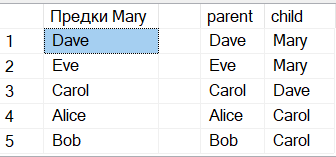 Предки Mary parent child
1 Dave Dave Mary
2 Eve Eve Mary
3 Carol Carol Dave
4 Alice Alice Carol
5 Bob Bob Carol